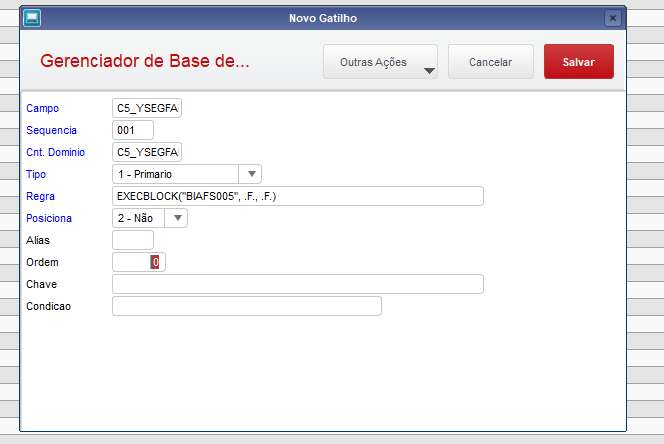 Novo Gatilho
Gerenciador de Base de...
Outras Ações
Cancelar
Salvar
Campo C5_YSEGFA
Sequencia 001
Cnt. Dominio C5_YSEGFA
Tipo 1 - Primario
Regra EXECBLOCK("BIAFS005", .F., .F.)
Posiciona 2 - Não
Alias
Ordem 0
Chave
Condicao